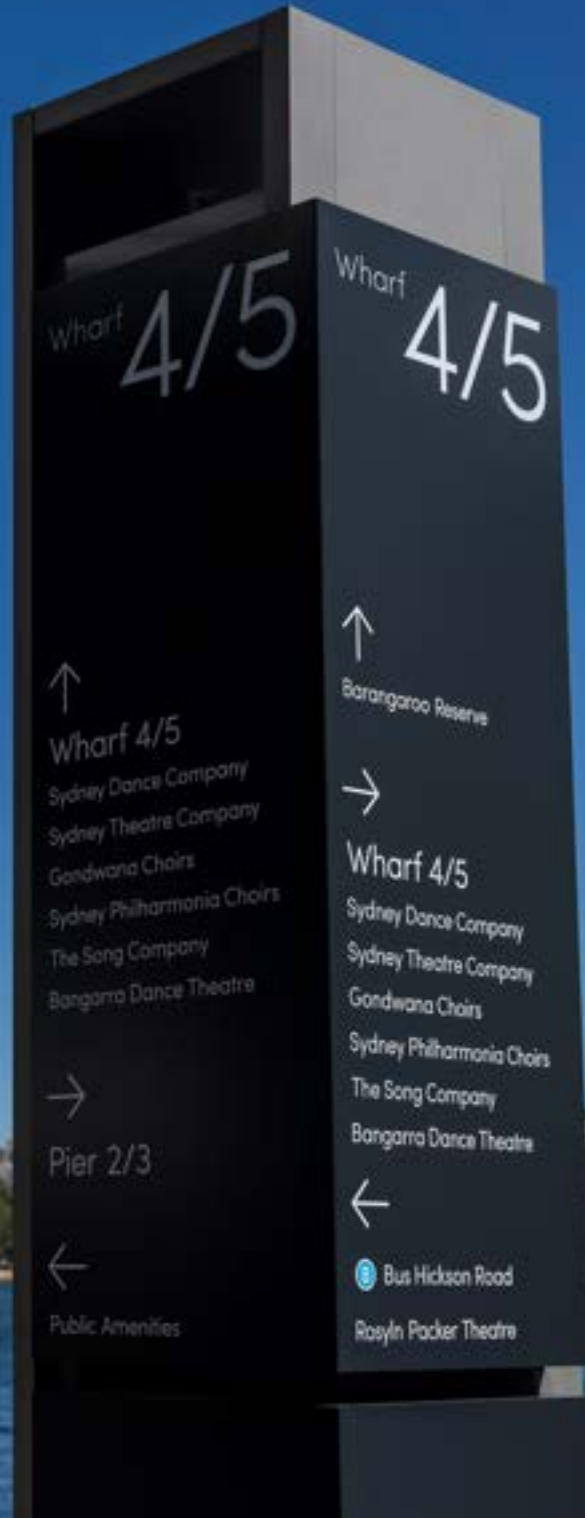 Wharf 4/5
↑
Wharf 4/5
Sydney Dance Company
Sydney Theatre Company
Gondwana Choirs
Sydney Philharmonia Choirs
The Song Company
Bangarra Dance Theatre
→
Pier 2/3
←
Public Amenities
Wharf 4/5
↑
Barangaroo Reserve
→
Wharf 4/5
Sydney Dance Company
Sydney Theatre Company
Gondwana Choirs
Sydney Philharmonia Choirs
The Song Company
Bangarra Dance Theatre
←
B Bus Hickson Road
Rosyln Packer Theatre